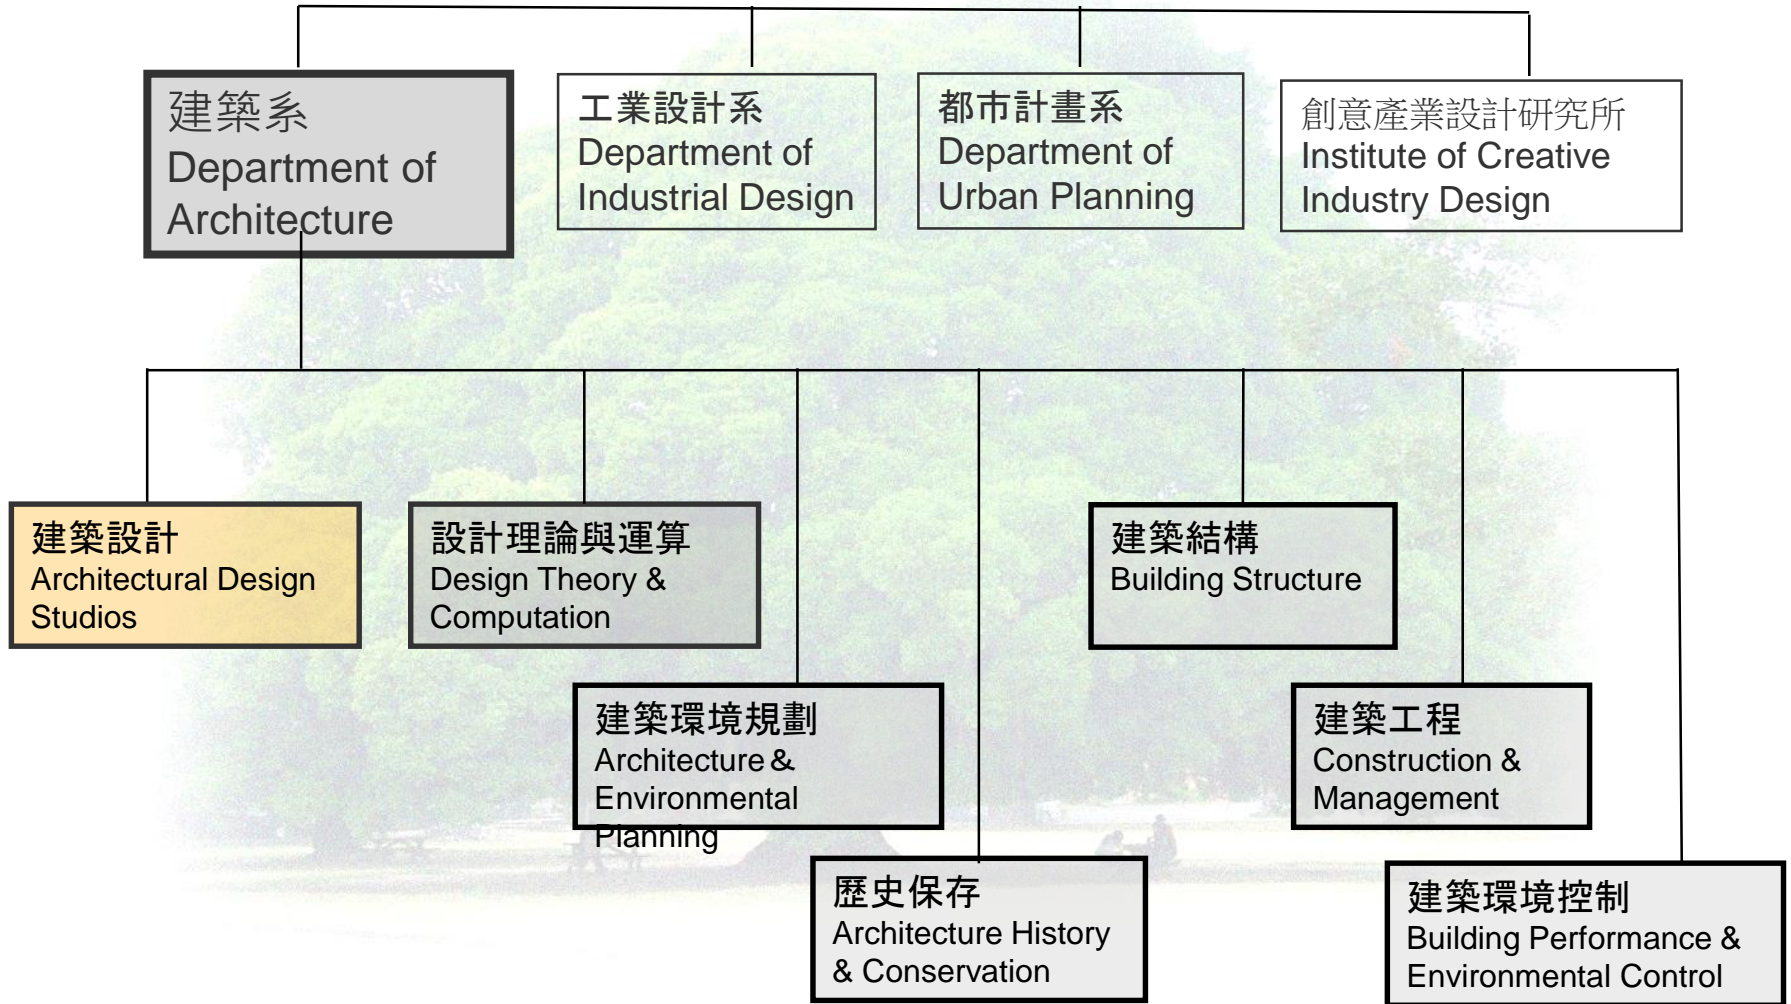 建築系
Department of
Architecture
工業設計系
Department of
Industrial Design
都市計畫系
Department of
Urban Planning
創意產業設計研究所
Institute of Creative
Industry Design
建築設計
Architectural Design
Studios
設計理論與運算
Design Theory &
Computation
建築結構
Building Structure
建築環境規劃
Architecture &
Environmental
Planning
建築工程
Construction &
Management
歷史保存
Architecture History
& Conservation
建築環境控制
Building Performance &
Environmental Control